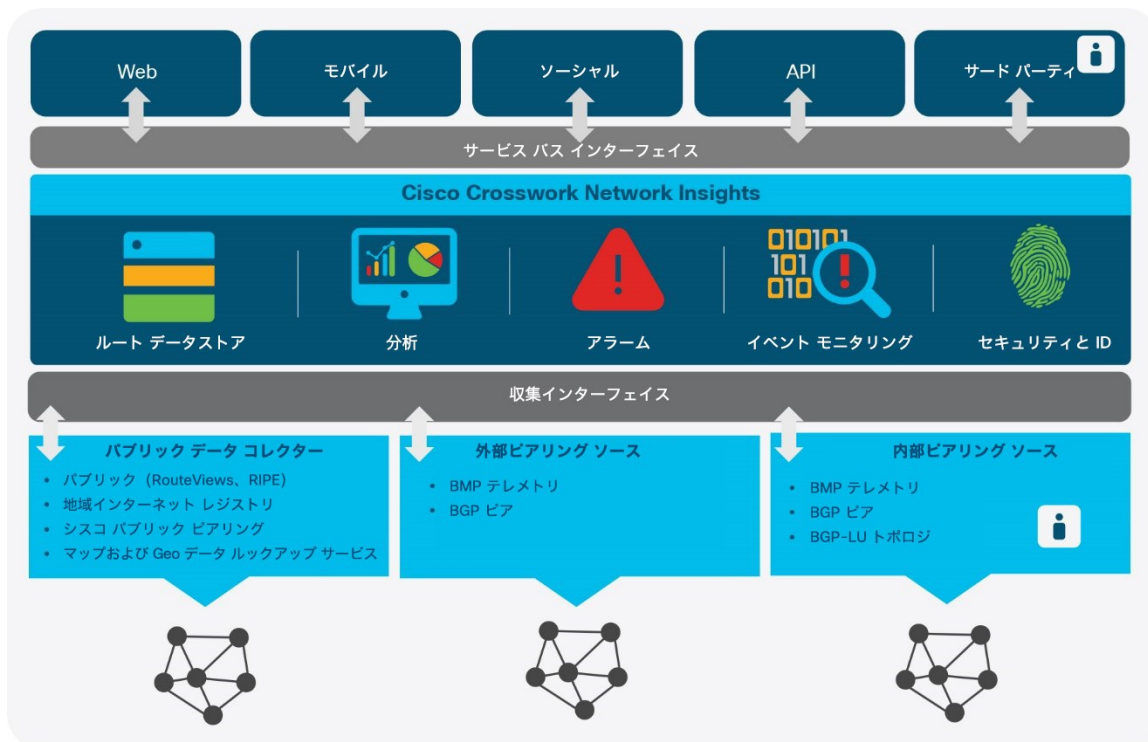 Web
モバイル
ソーシャル
API
サード パーティ
サービス バス インターフェイス
Cisco Crosswork Network Insights
010101
101
010
ルート データストア
分析
アラーム
イベント モニタリング
セキュリティと ID
収集インターフェイス
パブリック データ コレクター
• パブリック（RouteViews、RIPE）
• 地域インターネット レジストリ
• シスコ パブリック ピアリング
• マップおよび Geo データ ルックアップ サービス
外部ピアリング ソース
• BMP テレメトリ
• BGP ピア
内部ピアリング ソース
• BMP テレメトリ
• BGP ピア
• BGP-LU トポロジ